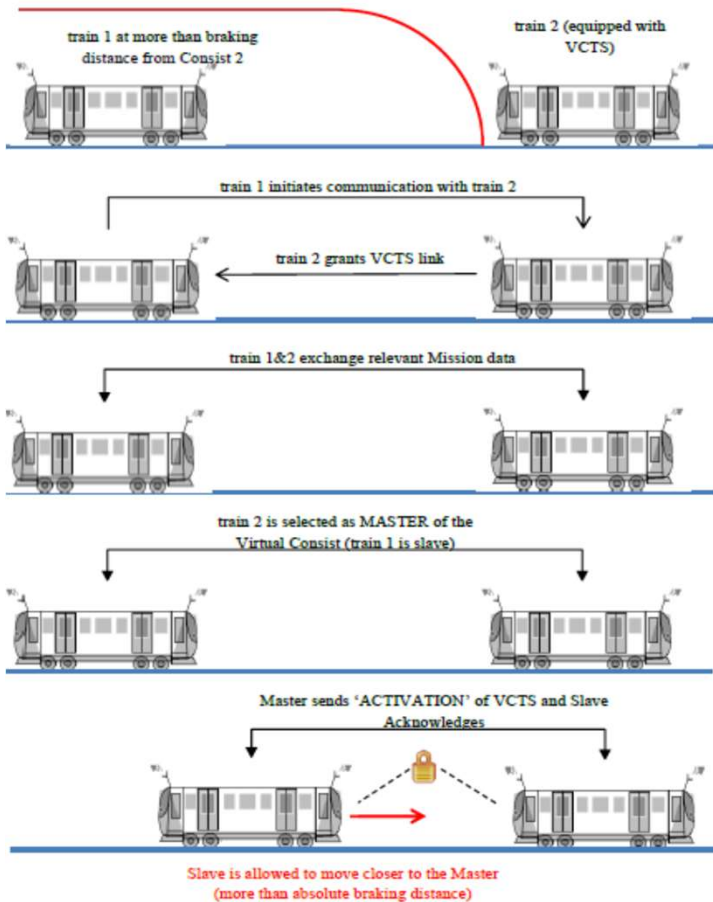 train 1 at more than braking
distance from Consist 2
train 2 (equipped with
VCTS)
train 1 initiates communication with train 2
train 2 grants VCTS link
train 1&2 exchange relevant Mission data
train 2 is selected as MASTER of the
Virtual Consist (train 1 is slave)
Master sends ‘ACTIVATION’ of VCTS and Slave
Acknowledges
Slave is allowed to move closer to the Master
(more than absolute braking distance)